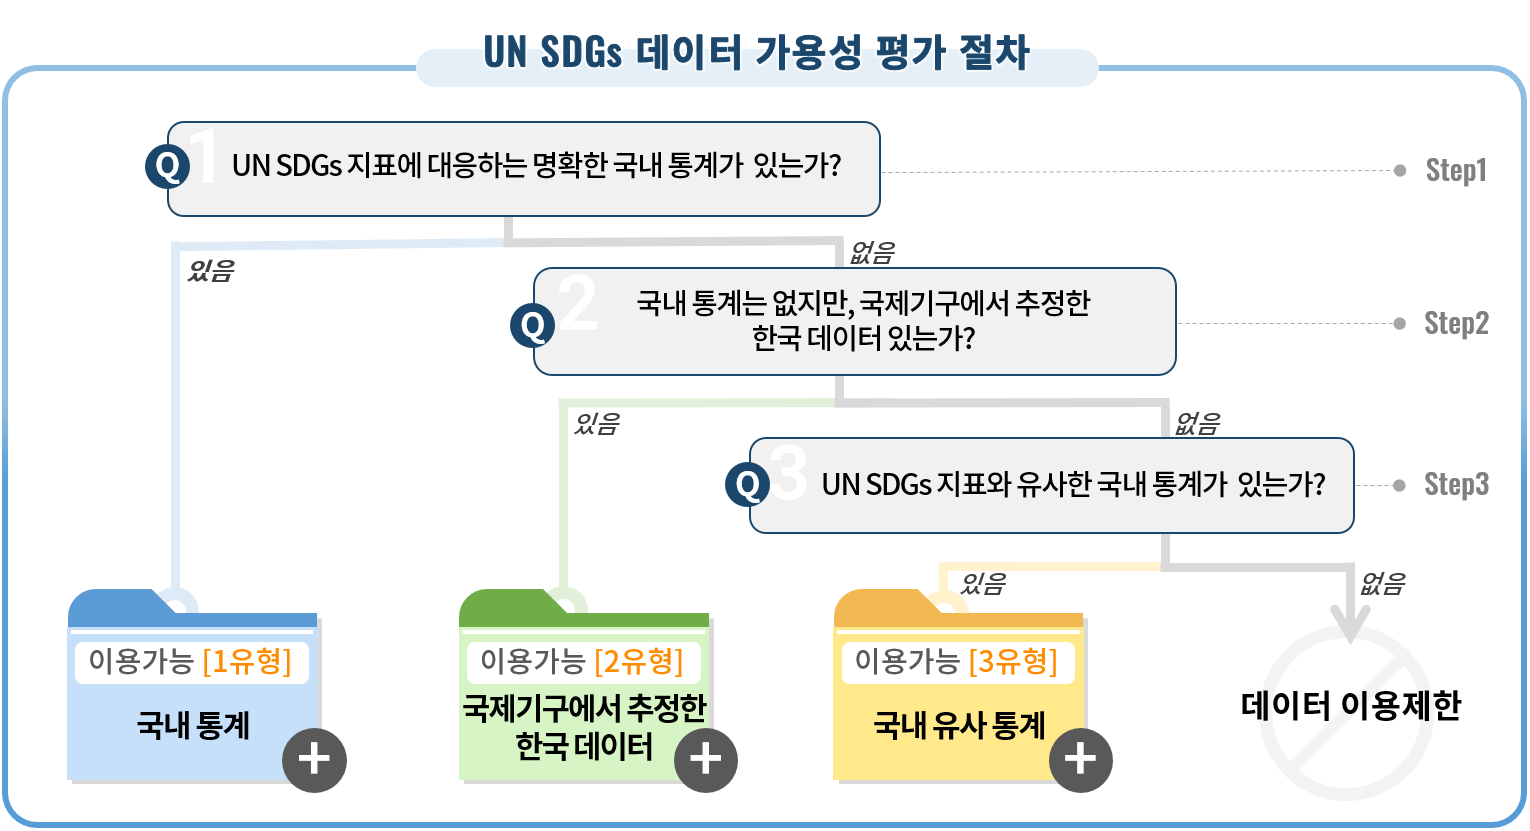 UN SDGs 데이터 가용성 평가 절차
Q 1 UN SDGs 지표에 대응하는 명확한 국내 통계가 있는가?
Step1
있음
없음
Q 2 국내 통계는 없지만, 국제기구에서 추정한
한국 데이터 있는가?
Step2
있음
없음
Q 3 UN SDGs 지표와 유사한 국내 통계가 있는가?
Step3
있음
없음
이용가능 [1유형]
국내 통계
이용가능 [2유형]
국제기구에서 추정한
한국 데이터
이용가능 [3유형]
국내 유사 통계
데이터 이용제한